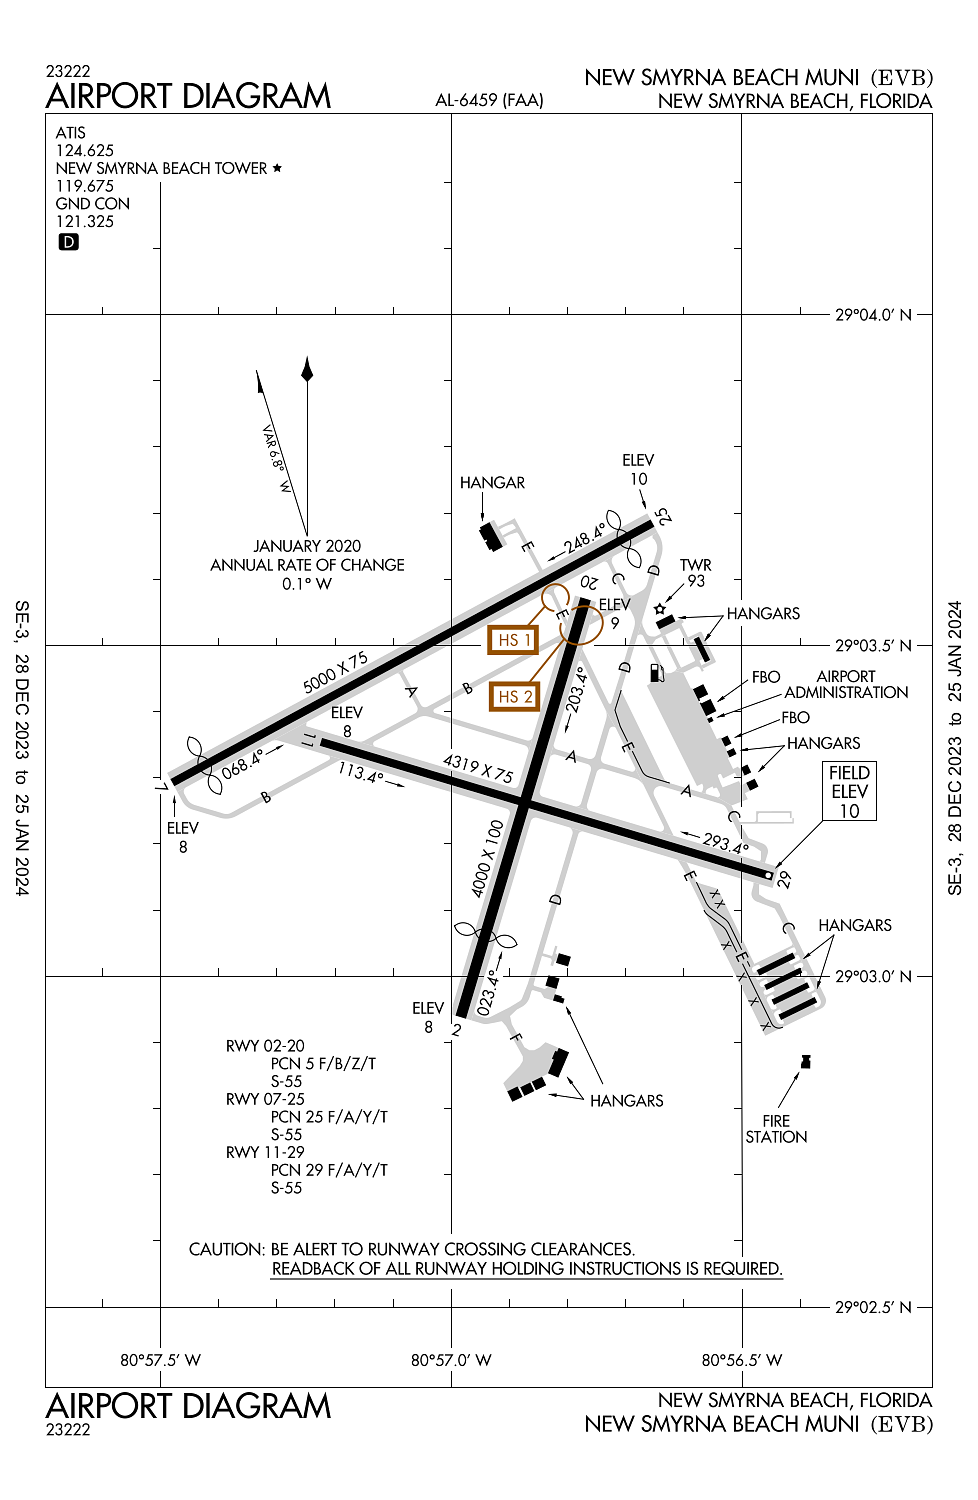 23222
AIRPORT DIAGRAM
AL-6459 (FAA)
NEW SMYRNA BEACH MUNI (EVB)
NEW SMYRNA BEACH, FLORIDA
ATIS
124.625
NEW SMYRNA BEACH TOWER ★
119.675
GND CON
121.325
D
29°04.0' N
VAR 6.8° W
JANUARY 2020
ANNUAL RATE OF CHANGE
0.1° W
HANGAR
ELEV
10
25
248.4°
E
C
D
20
TWR
93
ELEV
9
E
HANGARS
HS 1
29°03.5' N
HS 2
5000 X 75
A
B
203.4°
D
FBO
AIRPORT
ADMINISTRATION
FBO
HANGARS
ELEV
8
11
E
A
068.4°
113.4°
4319 X 75
FIELD
ELEV
10
7
B
A
C
ELEV
8
293.4°
4000 X 100
E
29
X X
D
C
HANGARS
X
E
X
X
X
29°03.0' N
023.4°
ELEV
8
2
F
RWY 02-20
PCN 5 F/B/Z/T
S-55
RWY 07-25
PCN 25 F/A/Y/T
S-55
RWY 11-29
PCN 29 F/A/Y/T
S-55
HANGARS
FIRE
STATION
CAUTION: BE ALERT TO RUNWAY CROSSING CLEARANCES.
READBACK OF ALL RUNWAY HOLDING INSTRUCTIONS IS REQUIRED.
29°02.5' N
80°57.5' W
80°57.0' W
80°56.5' W
SE-3, 28 DEC 2023 to 25 JAN 2024
SE-3, 28 DEC 2023 to 25 JAN 2024
AIRPORT DIAGRAM
23222
NEW SMYRNA BEACH, FLORIDA
NEW SMYRNA BEACH MUNI (EVB)